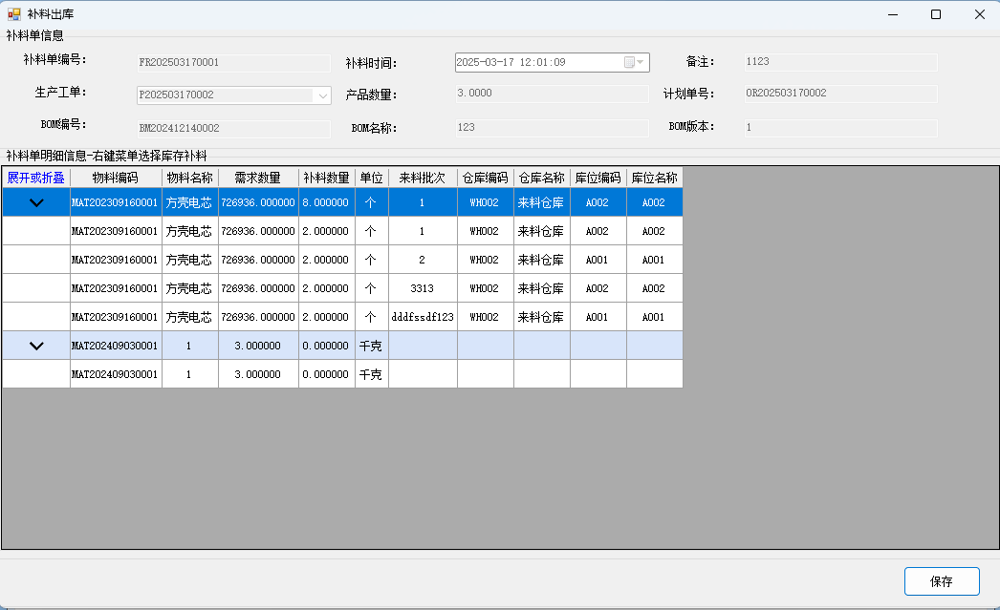 补料出库
补料单信息
补料单编号： FR202503170001 补料时间： 2025-03-17 12:01:09 备注： 1123
生产工单： P202503170002 产品数量： 3.0000 计划单号： OR202503170002
BOM编号： BM202412140002 BOM名称： 123 BOM版本： 1
补料单明细信息-右键菜单选择库存补料
展开或折叠 物料编码 物料名称 需求数量 补料数量 单位 来料批次 仓库编码 仓库名称 库位编码 库位名称
MAT202309160001 方壳电芯 726936.000000 8.000000 个 1 WH002 来料仓库 A002 A002
MAT202309160001 方壳电芯 726936.000000 2.000000 个 1 WH002 来料仓库 A002 A002
MAT202309160001 方壳电芯 726936.000000 2.000000 个 2 WH002 来料仓库 A001 A001
MAT202309160001 方壳电芯 726936.000000 2.000000 个 3313 WH002 来料仓库 A002 A002
MAT202309160001 方壳电芯 726936.000000 2.000000 个 dddfssdf123 WH002 来料仓库 A001 A001
MAT202409030001 1 3.000000 0.000000 千克
MAT202409030001 1 3.000000 0.000000 千克
保存